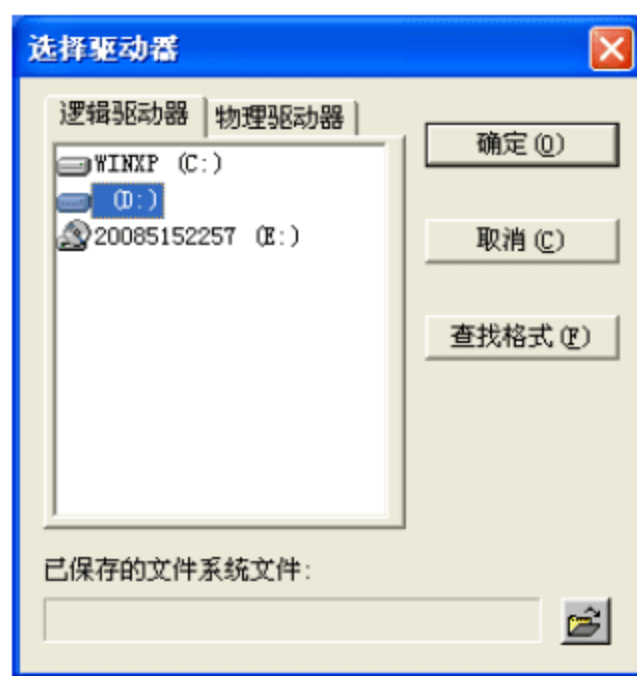 选择驱动器
逻辑驱动器 物理驱动器
WINXP (C:)
(D:)
20085152257 (E:)
确定(O)
取消(C)
查找格式(F)
已保存的文件系统文件: